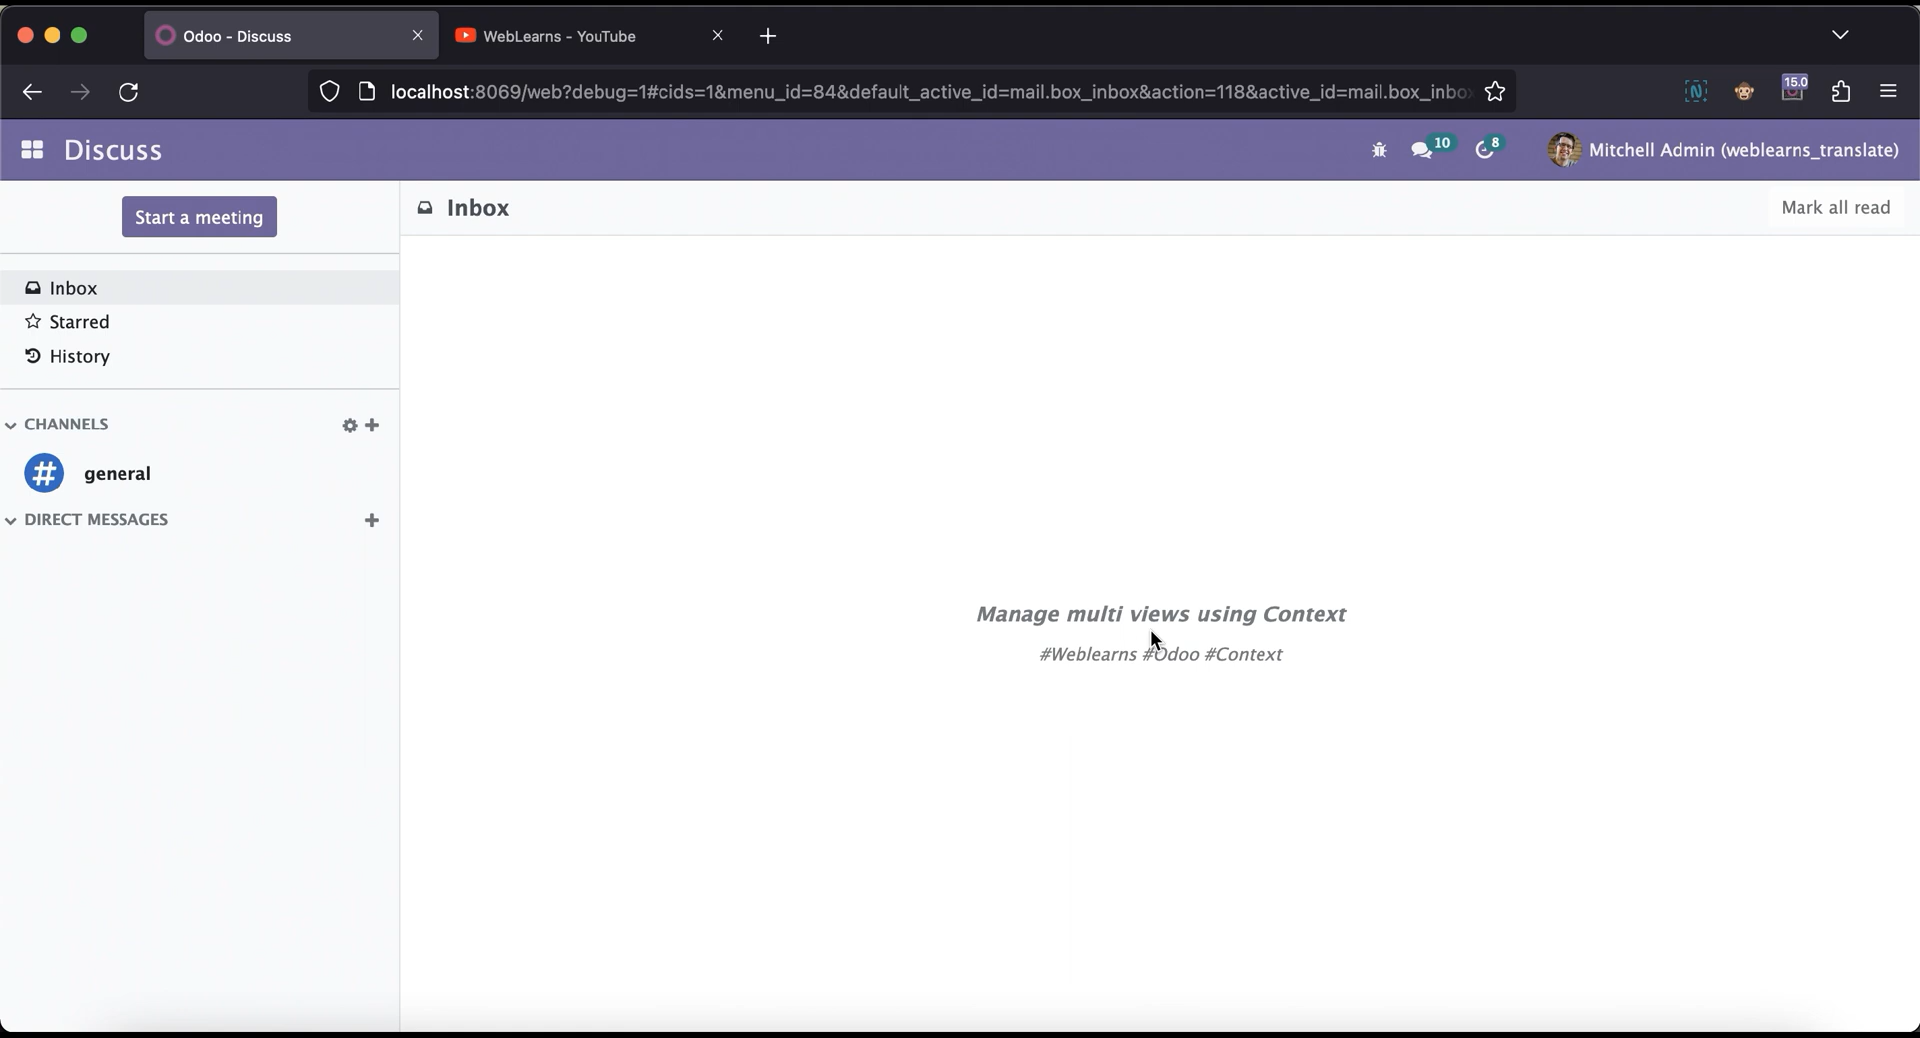 Odoo - Discuss
WebLearns - YouTube
localhost:8069/web?debug=1#cids=1&menu_id=84&default_active_id=mail.box_inbox&action=118&active_id=mail.box_inbo
15.0
Discuss
10
8
Mitchell Admin (weblearns_translate)
Start a meeting
Inbox
Mark all read
Inbox
Starred
History
CHANNELS
# general
DIRECT MESSAGES
Manage multi views using Context
#Weblearns #Odoo #Context